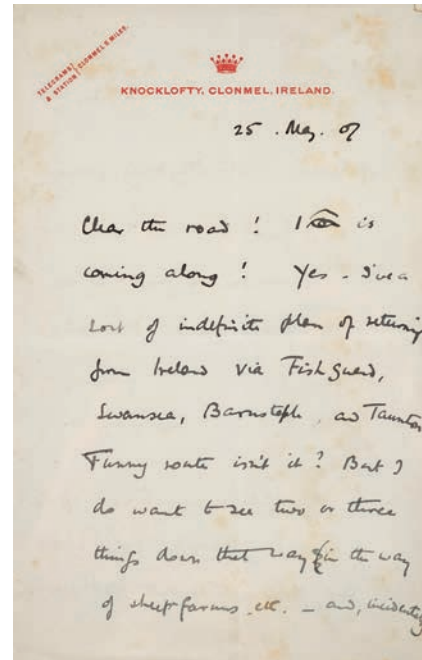 TELEGRAMS
& STATION CLONMEL 5 MILES.
KNOCKLOFTY, CLONMEL, IRELAND.
25. May. 07
Clear the road! I is
coming along! Yes - I've a
sort of indefinite plan of returning
from Ireland via Fishguard,
Swansea, Barnstaple, and Taunton
Funny route isn't it? But I
do want to see two or three
things down that way in the way
of sheep farms, etc. - and, incidentally